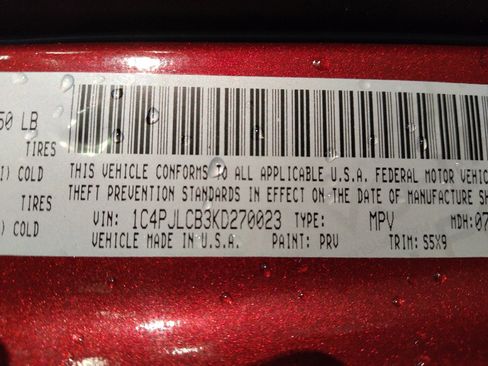 50 LB
TIRES
) COLD
TIRES
) COLD
THIS VEHICLE CONFORMS TO ALL APPLICABLE U.S.A. FEDERAL MOTOR VEHIC
THEFT PREVENTION STANDARDS IN EFFECT ON THE DATE OF MANUFACTURE SH
VIN: 1C4PJLCB3KD270023 TYPE: MPV MDH: 07
VEHICLE MADE IN U.S.A. PAINT: PRV TRIM: S5X9